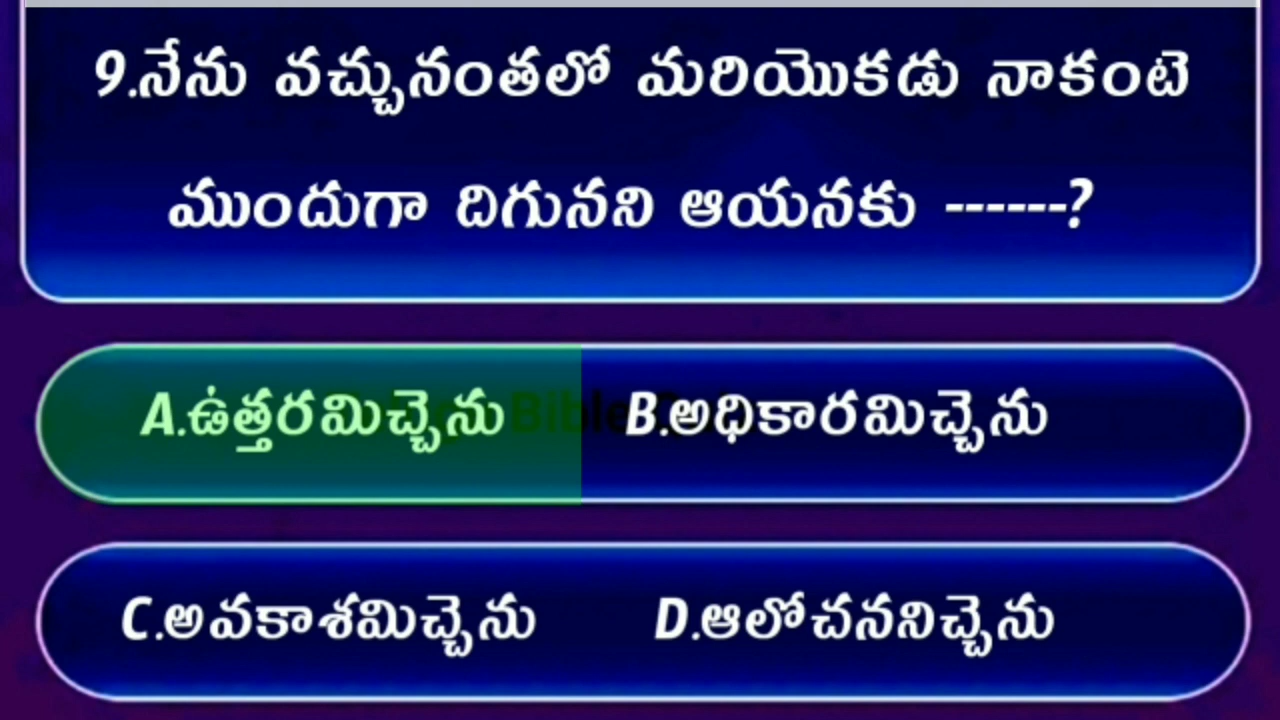 9.నేను వచ్చునంతలో మరియొకడు నాకంటె
ముందుగా దిగునని ఆయనకు ------?
A.ఉత్తరమిచ్చెను B.అధికారమిచ్చెను
C.అవకాశమిచ్చెను D.ఆలోచననిచ్చెను